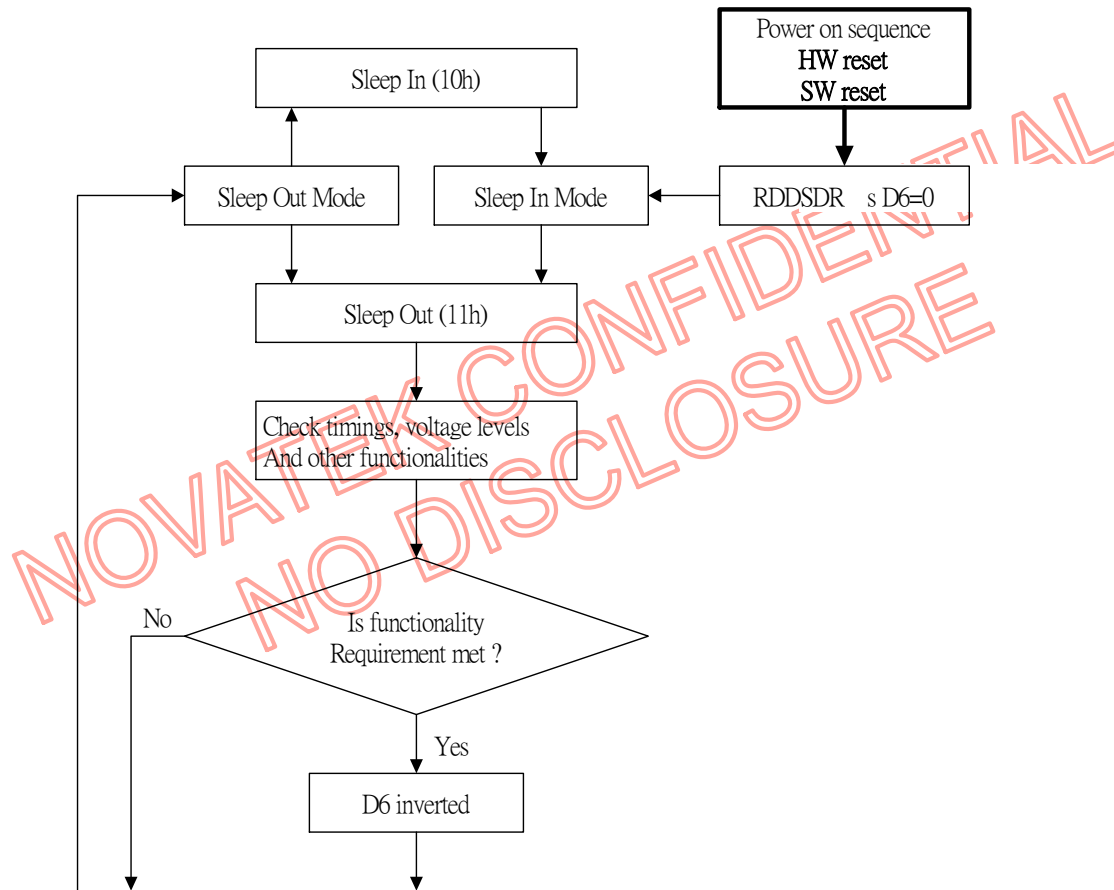 Power on sequence
HW reset
SW reset
Sleep In (10h)
Sleep Out Mode
Sleep In Mode
RDDSDR s D6=0
Sleep Out (11h)
Check timings, voltage levels
And other functionalities
Is functionality
Requirement met ?
No
Yes
D6 inverted
NOVATEK CONFIDENTIAL
NO DISCLOSURE